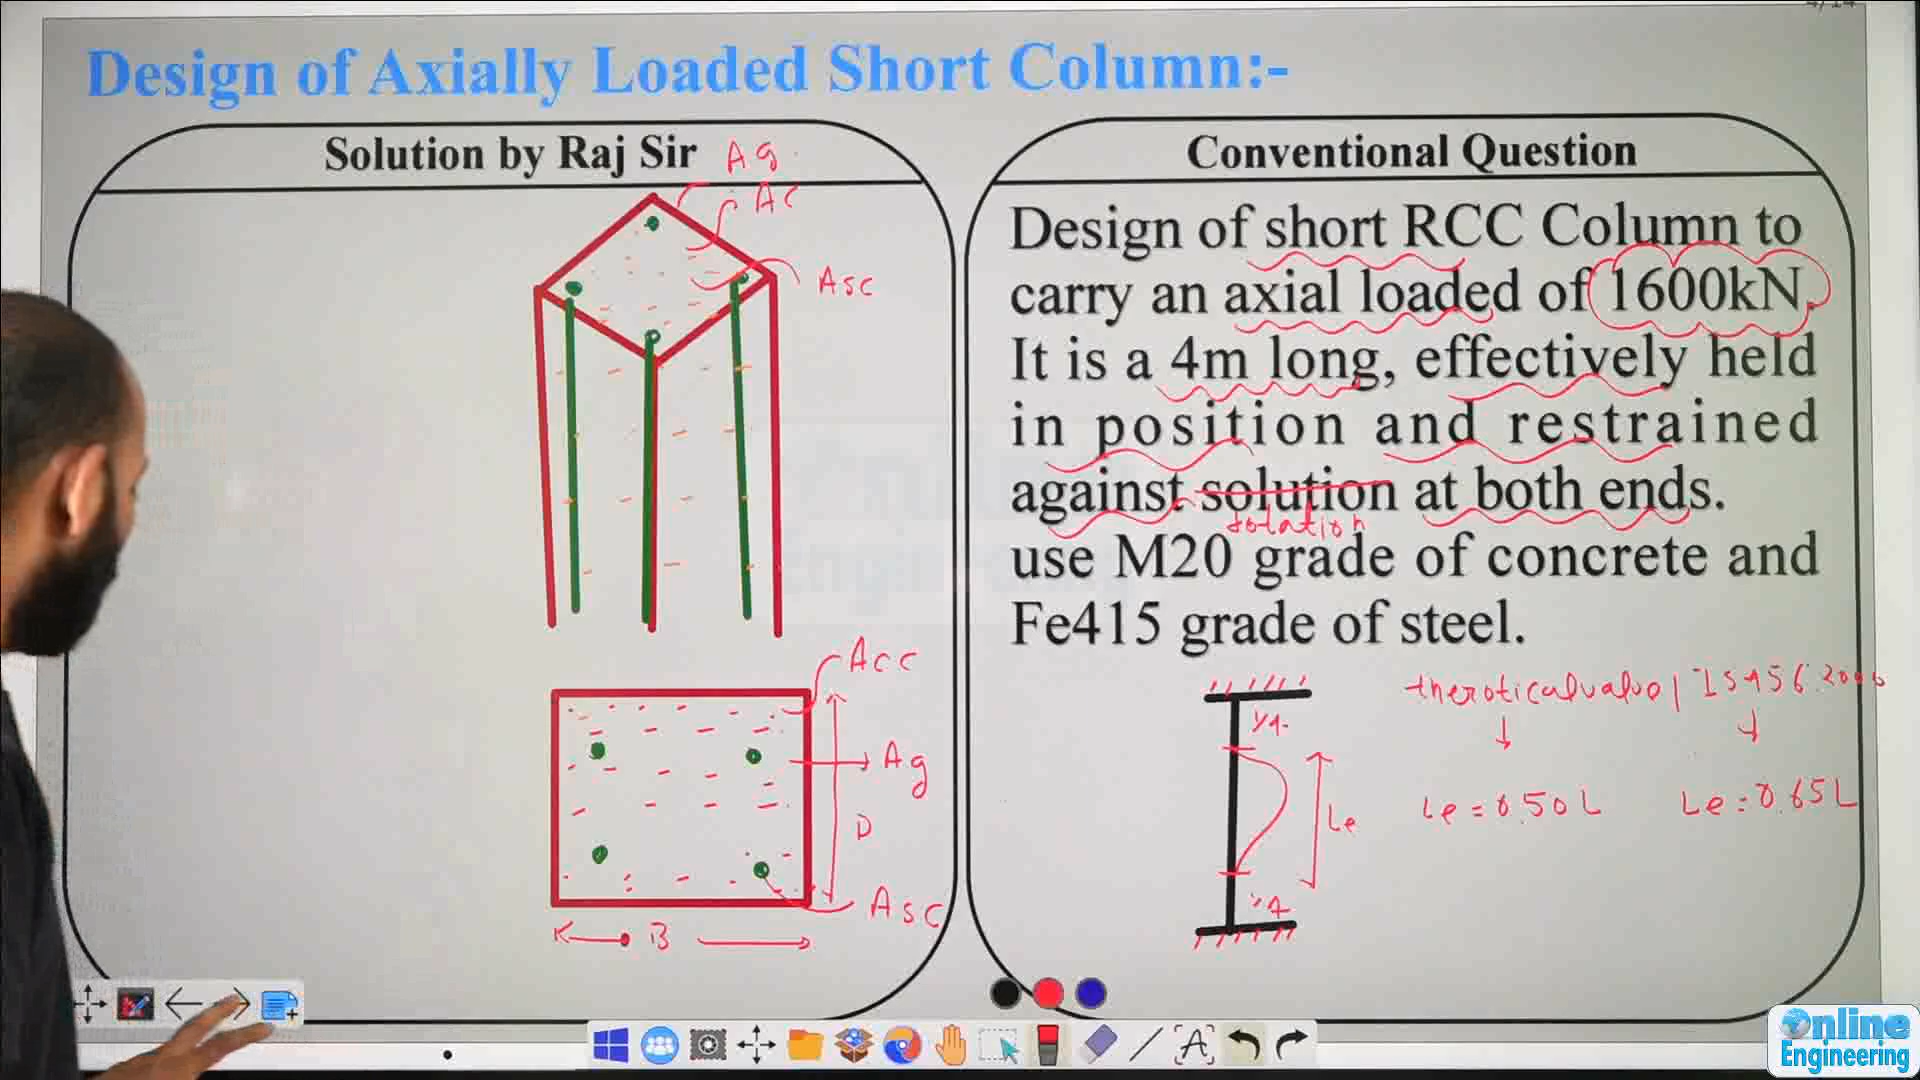 Design of Axially Loaded Short Column:-
Solution by Raj Sir
Ag
Ac
Asc
Acc
Ag
D
Asc
B
Conventional Question
Design of short RCC Column to
carry an axial loaded of 1600kN.
It is a 4m long, effectively held
in position and restrained
against solution at both ends.
rotation
use M20 grade of concrete and
Fe415 grade of steel.
theroticalvalue | IS456.2000
Le = 0.50L Le = 0.65L
Le
Online
Engineering